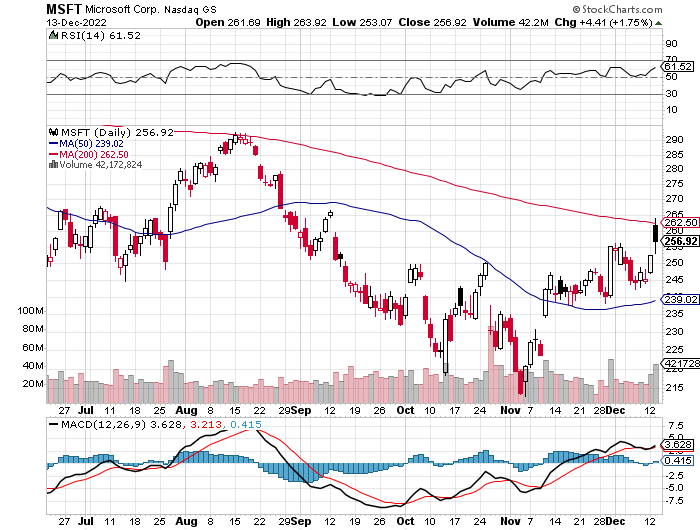 MSFT Microsoft Corp. Nasdaq GS © StockCharts.com
13-Dec-2022 Open 261.69 High 263.92 Low 253.07 Close 256.92 Volume 42.2M Chg +4.41 (+1.75%)
RSI(14) 61.52
90
70
61.52
50
30
10
MSFT (Daily) 256.92
MA(50) 239.02
MA(200) 262.50
Volume 42,172,824
290
285
280
275
270
265
262.50
260
256.92
250
245
239.02
235
230
225
220
215
100M
80M
60M
40M
20M
42172824
27 Jul 11 18 25 Aug 8 15 22 29 Sep 12 19 26 Oct 10 17 24 Nov 7 14 21 28 Dec 12
MACD(12,26,9) 3.628, 3.213, 0.415
7.5
5.0
3.628
0.415
-2.5
-5.0
-7.5
27 Jul 11 18 25 Aug 8 15 22 29 Sep 12 19 26 Oct 10 17 24 Nov 7 14 21 28 Dec 12